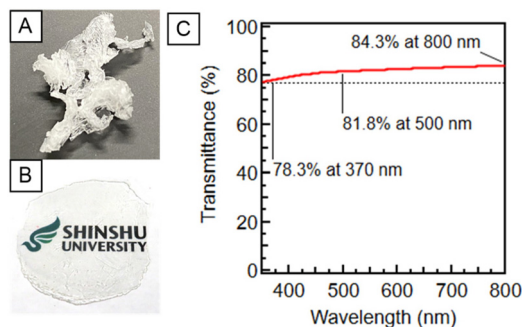 A
B
SHINSHU
UNIVERSITY
C
Transmittance (%)
100
80
60
40
20
0
84.3% at 800 nm
81.8% at 500 nm
78.3% at 370 nm
400
500
600
700
800
Wavelength (nm)